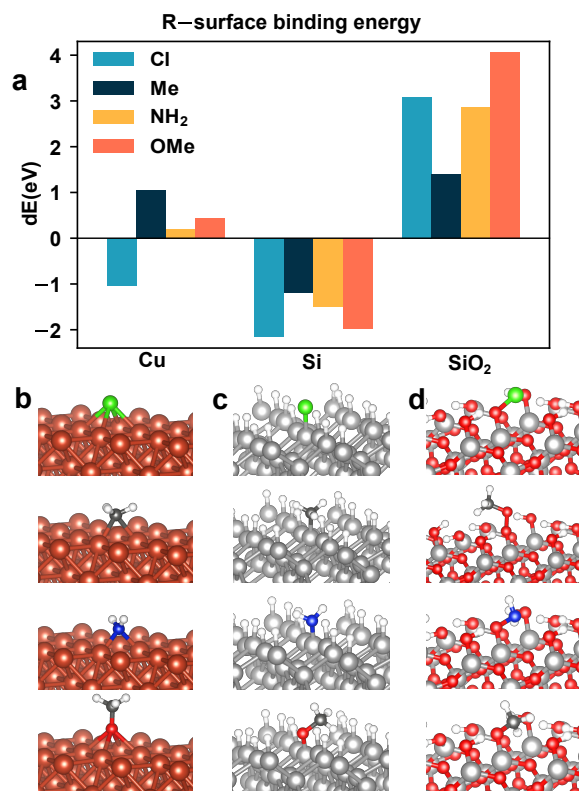 R—surface binding energy
a
Cl
Me
NH₂
OMe
dE(eV)
4
3
2
1
0
−1
−2
Cu
Si
SiO₂
b
c
d